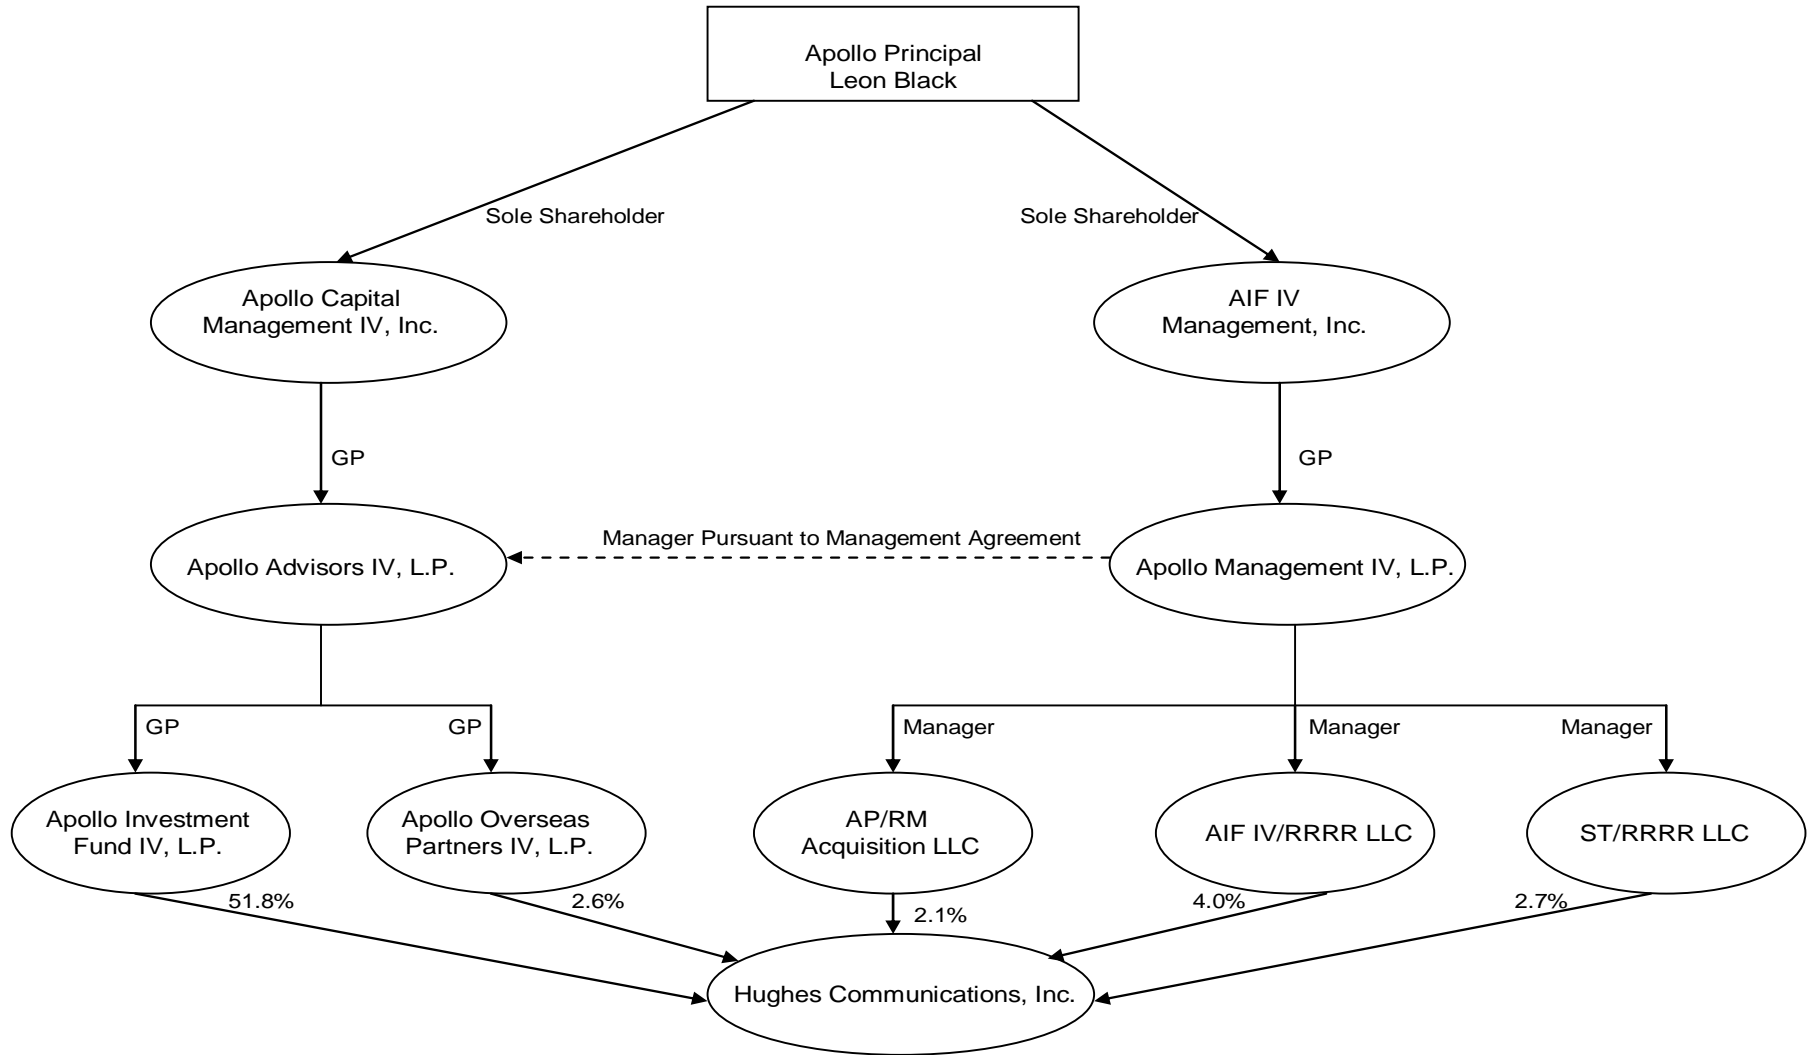 Apollo Principal
Leon Black
Sole Shareholder
Sole Shareholder
Apollo Capital
Management IV, Inc.
AIF IV
Management, Inc.
GP
GP
Manager Pursuant to Management Agreement
Apollo Advisors IV, L.P.
Apollo Management IV, L.P.
GP
GP
Manager
Manager
Manager
Apollo Investment
Fund IV, L.P.
Apollo Overseas
Partners IV, L.P.
AP/RM
Acquisition LLC
AIF IV/RRRR LLC
ST/RRRR LLC
51.8%
2.6%
2.1%
4.0%
2.7%
Hughes Communications, Inc.